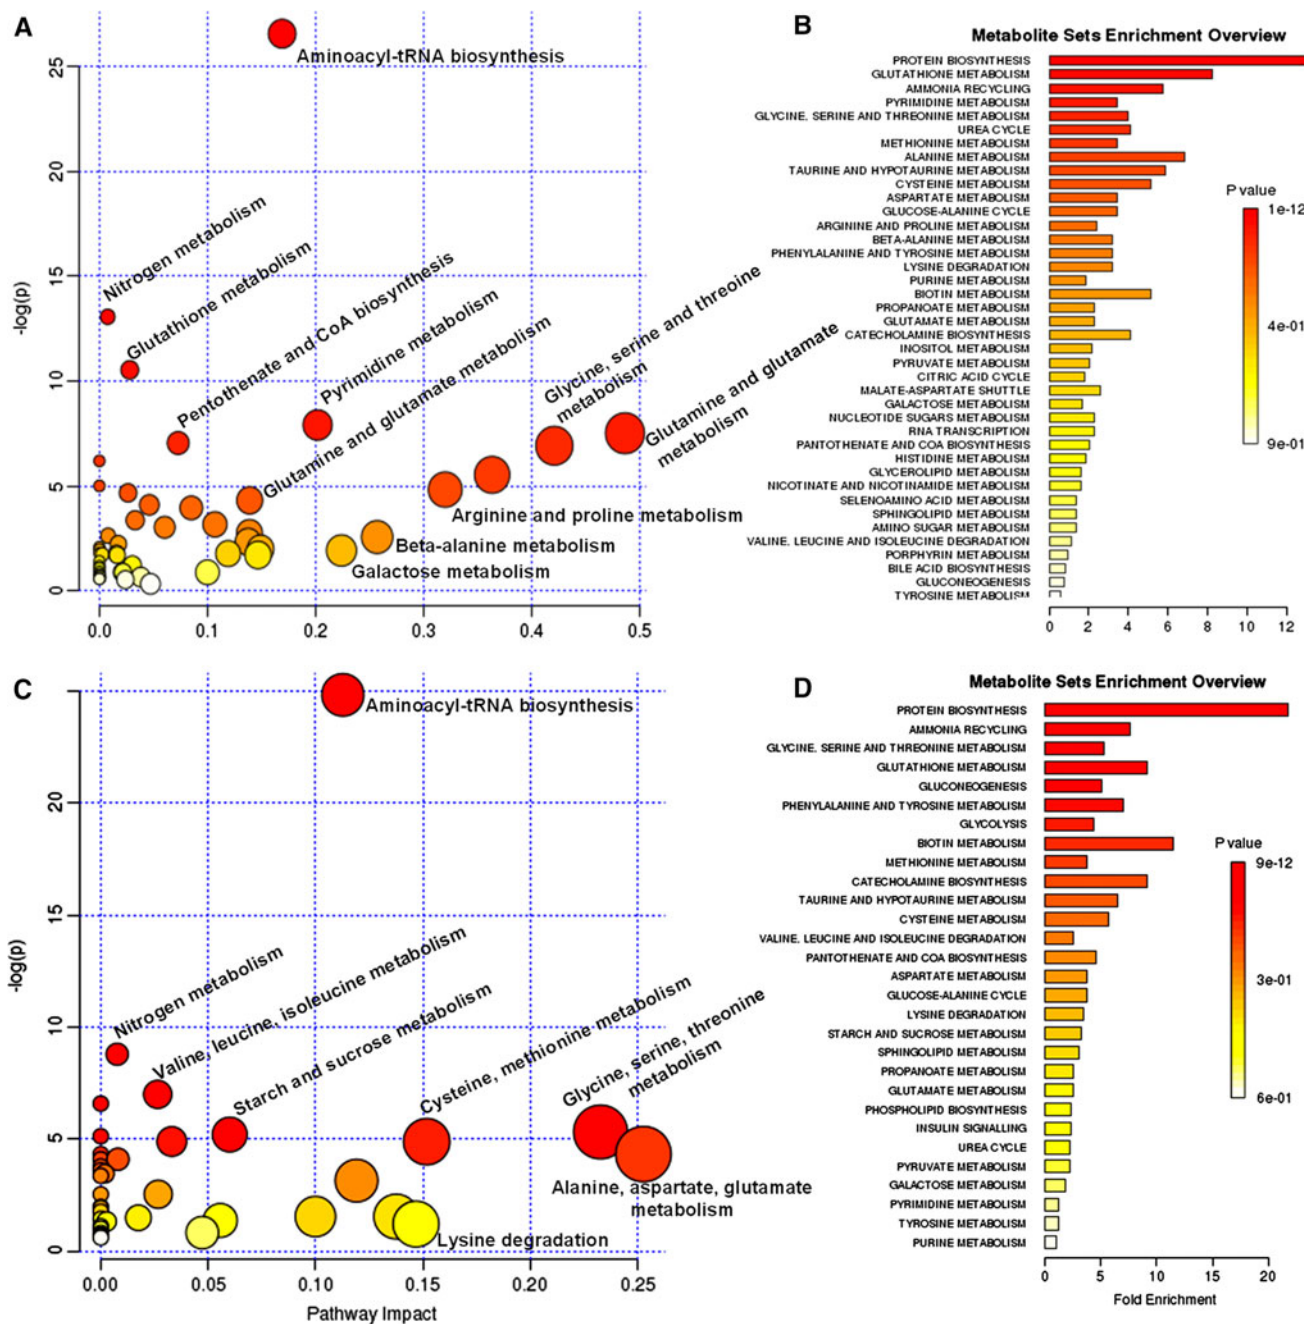 A
Aminoacyl-tRNA biosynthesis
Nitrogen metabolism
Glutathione metabolism
Pentothenate and CoA biosynthesis
Pyrimidine metabolism
Glutamine and glutamate metabolism
Glycine, serine and threoine
metabolism
Glutamine and glutamate
metabolism
Arginine and proline metabolism
Beta-alanine metabolism
Galactose metabolism
-log(p)
25
20
15
10
5
0
0.0 0.1 0.2 0.3 0.4 0.5
B
Metabolite Sets Enrichment Overview
PROTEIN BIOSYNTHESIS
GLUTATHIONE METABOLISM
AMMONIA RECYCLING
PYRIMIDINE METABOLISM
GLYCINE, SERINE AND THREONINE METABOLISM
UREA CYCLE
METHIONINE METABOLISM
ALANINE METABOLISM
TAURINE AND HYPOTAURINE METABOLISM
CYSTEINE METABOLISM
ASPARTATE METABOLISM
GLUCOSE-ALANINE CYCLE
ARGININE AND PROLINE METABOLISM
BETA-ALANINE METABOLISM
PHENYLALANINE AND TYROSINE METABOLISM
LYSINE DEGRADATION
PURINE METABOLISM
BIOTIN METABOLISM
PROPANOATE METABOLISM
GLUTAMATE METABOLISM
CATECHOLAMINE BIOSYNTHESIS
INOSITOL METABOLISM
PYRUVATE METABOLISM
CITRIC ACID CYCLE
MALATE-ASPARTATE SHUTTLE
GALACTOSE METABOLISM
NUCLEOTIDE SUGARS METABOLISM
RNA TRANSCRIPTION
PANTOTHENATE AND COA BIOSYNTHESIS
HISTIDINE METABOLISM
GLYCEROLIPID METABOLISM
NICOTINATE AND NICOTINAMIDE METABOLISM
SELENOAMINO ACID METABOLISM
SPHINGOLIPID METABOLISM
AMINO SUGAR METABOLISM
VALINE, LEUCINE AND ISOLEUCINE DEGRADATION
PORPHYRIN METABOLISM
BILE ACID BIOSYNTHESIS
GLUCONEOGENESIS
TYROSINE METABOLISM
0 2 4 6 8 10 12
P value
1e-12
4e-01
9e-01
C
Aminoacyl-tRNA biosynthesis
Nitrogen metabolism
Valine, leucine, isoleucine metabolism
Starch and sucrose metabolism
Cysteine, methionine metabolism
Glycine, serine, threonine
metabolism
Alanine, aspartate, glutamate
metabolism
Lysine degradation
-log(p)
20
15
10
5
0
0.00 0.05 0.10 0.15 0.20 0.25
Pathway Impact
D
Metabolite Sets Enrichment Overview
PROTEIN BIOSYNTHESIS
AMMONIA RECYCLING
GLYCINE, SERINE AND THREONINE METABOLISM
GLUTATHIONE METABOLISM
GLUCONEOGENESIS
PHENYLALANINE AND TYROSINE METABOLISM
GLYCOLYSIS
BIOTIN METABOLISM
METHIONINE METABOLISM
CATECHOLAMINE BIOSYNTHESIS
TAURINE AND HYPOTAURINE METABOLISM
CYSTEINE METABOLISM
VALINE, LEUCINE AND ISOLEUCINE DEGRADATION
PANTOTHENATE AND COA BIOSYNTHESIS
ASPARTATE METABOLISM
GLUCOSE-ALANINE CYCLE
LYSINE DEGRADATION
STARCH AND SUCROSE METABOLISM
SPHINGOLIPID METABOLISM
PROPANOATE METABOLISM
GLUTAMATE METABOLISM
PHOSPHOLIPID BIOSYNTHESIS
INSULIN SIGNALLING
UREA CYCLE
PYRUVATE METABOLISM
GALACTOSE METABOLISM
PYRIMIDINE METABOLISM
TYROSINE METABOLISM
PURINE METABOLISM
0 5 10 15 20
Fold Enrichment
P value
9e-12
3e-01
6e-01